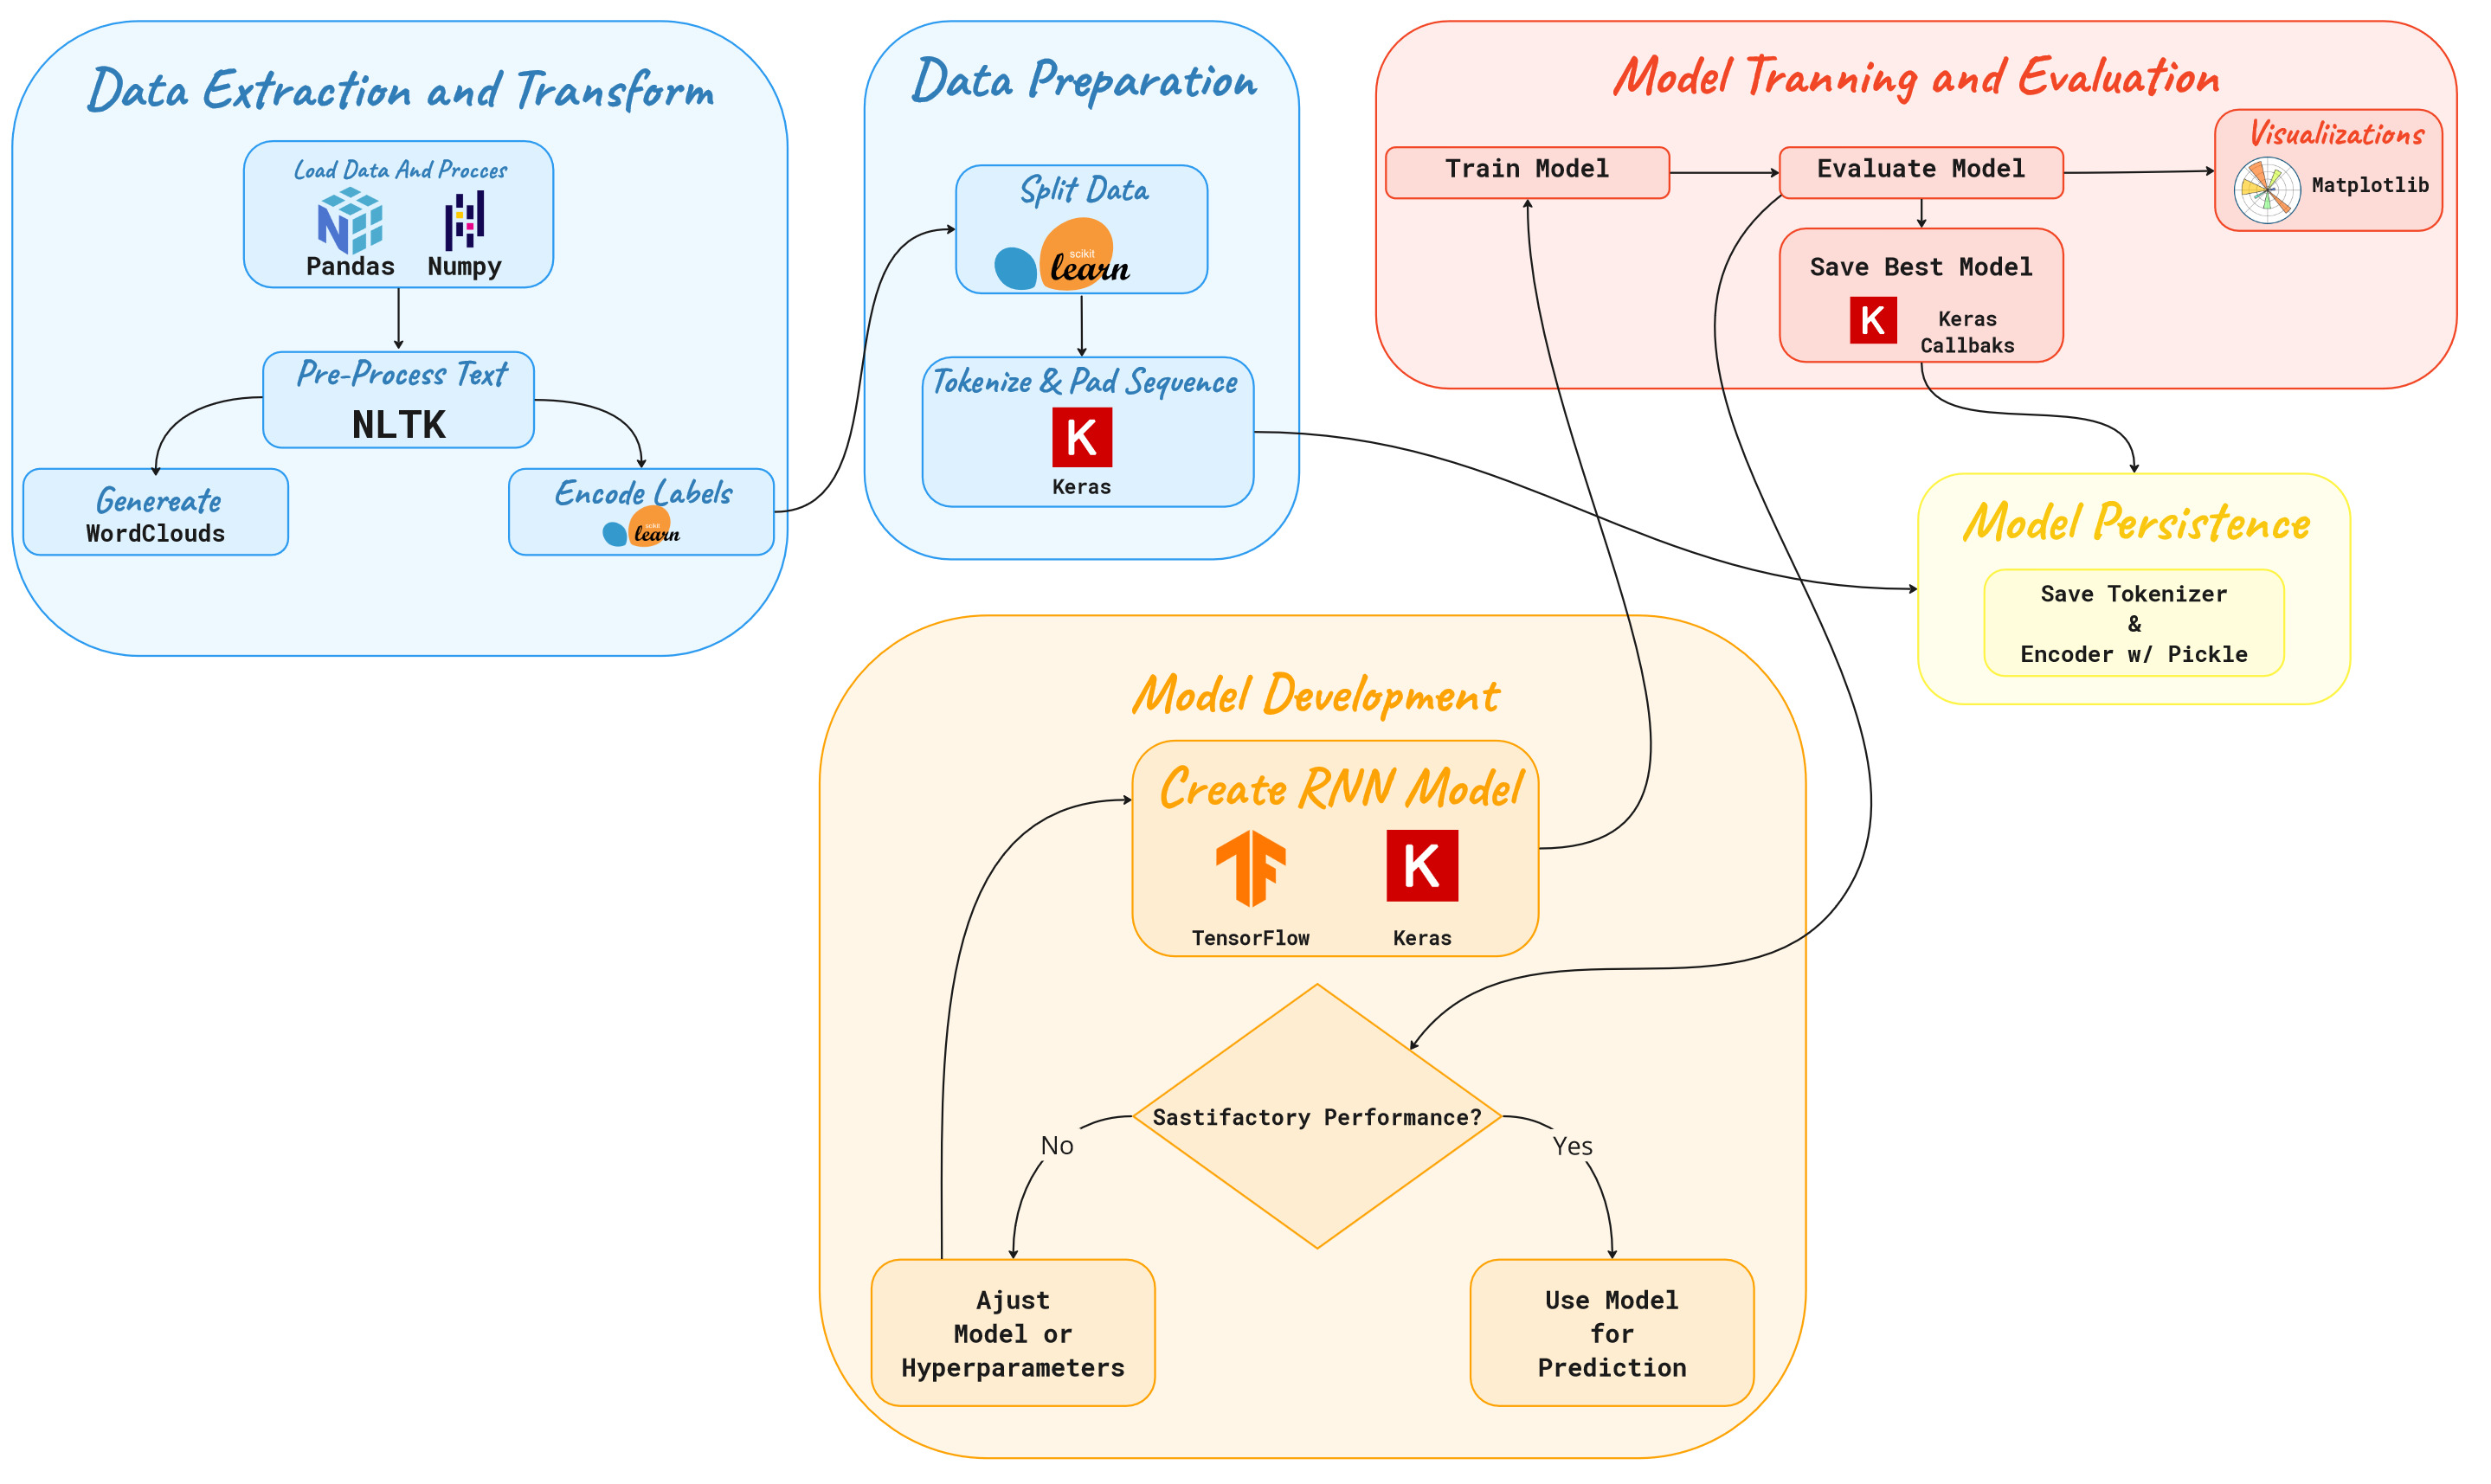 Data Extraction and Transform
Load Data And Procces
Pandas
Numpy
Pre-Process Text
NLTK
Genereate
WordClouds
Encode Labels
scikit
learn
Data Preparation
Split Data
scikit
learn
Tokenize & Pad Sequence
K
Keras
Model Tranning and Evaluation
Train Model
Evaluate Model
Visualiizations
Matplotlib
Save Best Model
K
Keras
Callbaks
Model Persistence
Save Tokenizer
&
Encoder w/ Pickle
Model Development
Create RNN Model
K
TensorFlow
Keras
Sastifactory Performance?
No
Yes
Ajust
Model or
Hyperparameters
Use Model
for
Prediction